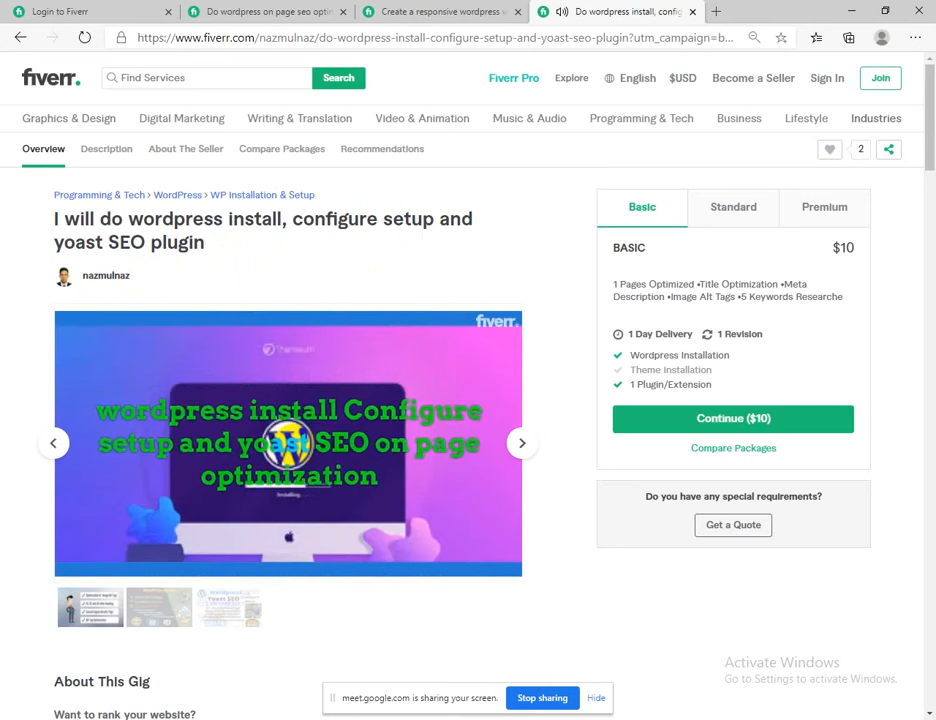 Login to Fiverr
Do wordpress on page seo optin
Create a responsive wordpress w
Do wordpress install, config
https://www.fiverr.com/nazmulnaz/do-wordpress-install-configure-setup-and-yoast-seo-plugin?utm_campaign=b...
fiverr.
Find Services
Search
Fiverr Pro
Explore
English
$USD
Become a Seller
Sign In
Join
Graphics & Design
Digital Marketing
Writing & Translation
Video & Animation
Music & Audio
Programming & Tech
Business
Lifestyle
Industries
Overview
Description
About The Seller
Compare Packages
Recommendations
2
Programming & Tech › WordPress › WP Installation & Setup
I will do wordpress install, configure setup and
yoast SEO plugin
nazmulnaz
fiverr.
Themeum
wordpress install Configure
setup and yoast SEO on page
optimization
Installing...
Basic
Standard
Premium
BASIC
$10
1 Pages Optimized •Title Optimization •Meta
Description •Image Alt Tags •5 Keywords Researche
1 Day Delivery
1 Revision
Wordpress Installation
Theme Installation
1 Plugin/Extension
Continue ($10)
Compare Packages
Do you have any special requirements?
Get a Quote
About This Gig
Want to rank your website?
Activate Windows
Go to Settings to activate Windows.
meet.google.com is sharing your screen.
Stop sharing
Hide